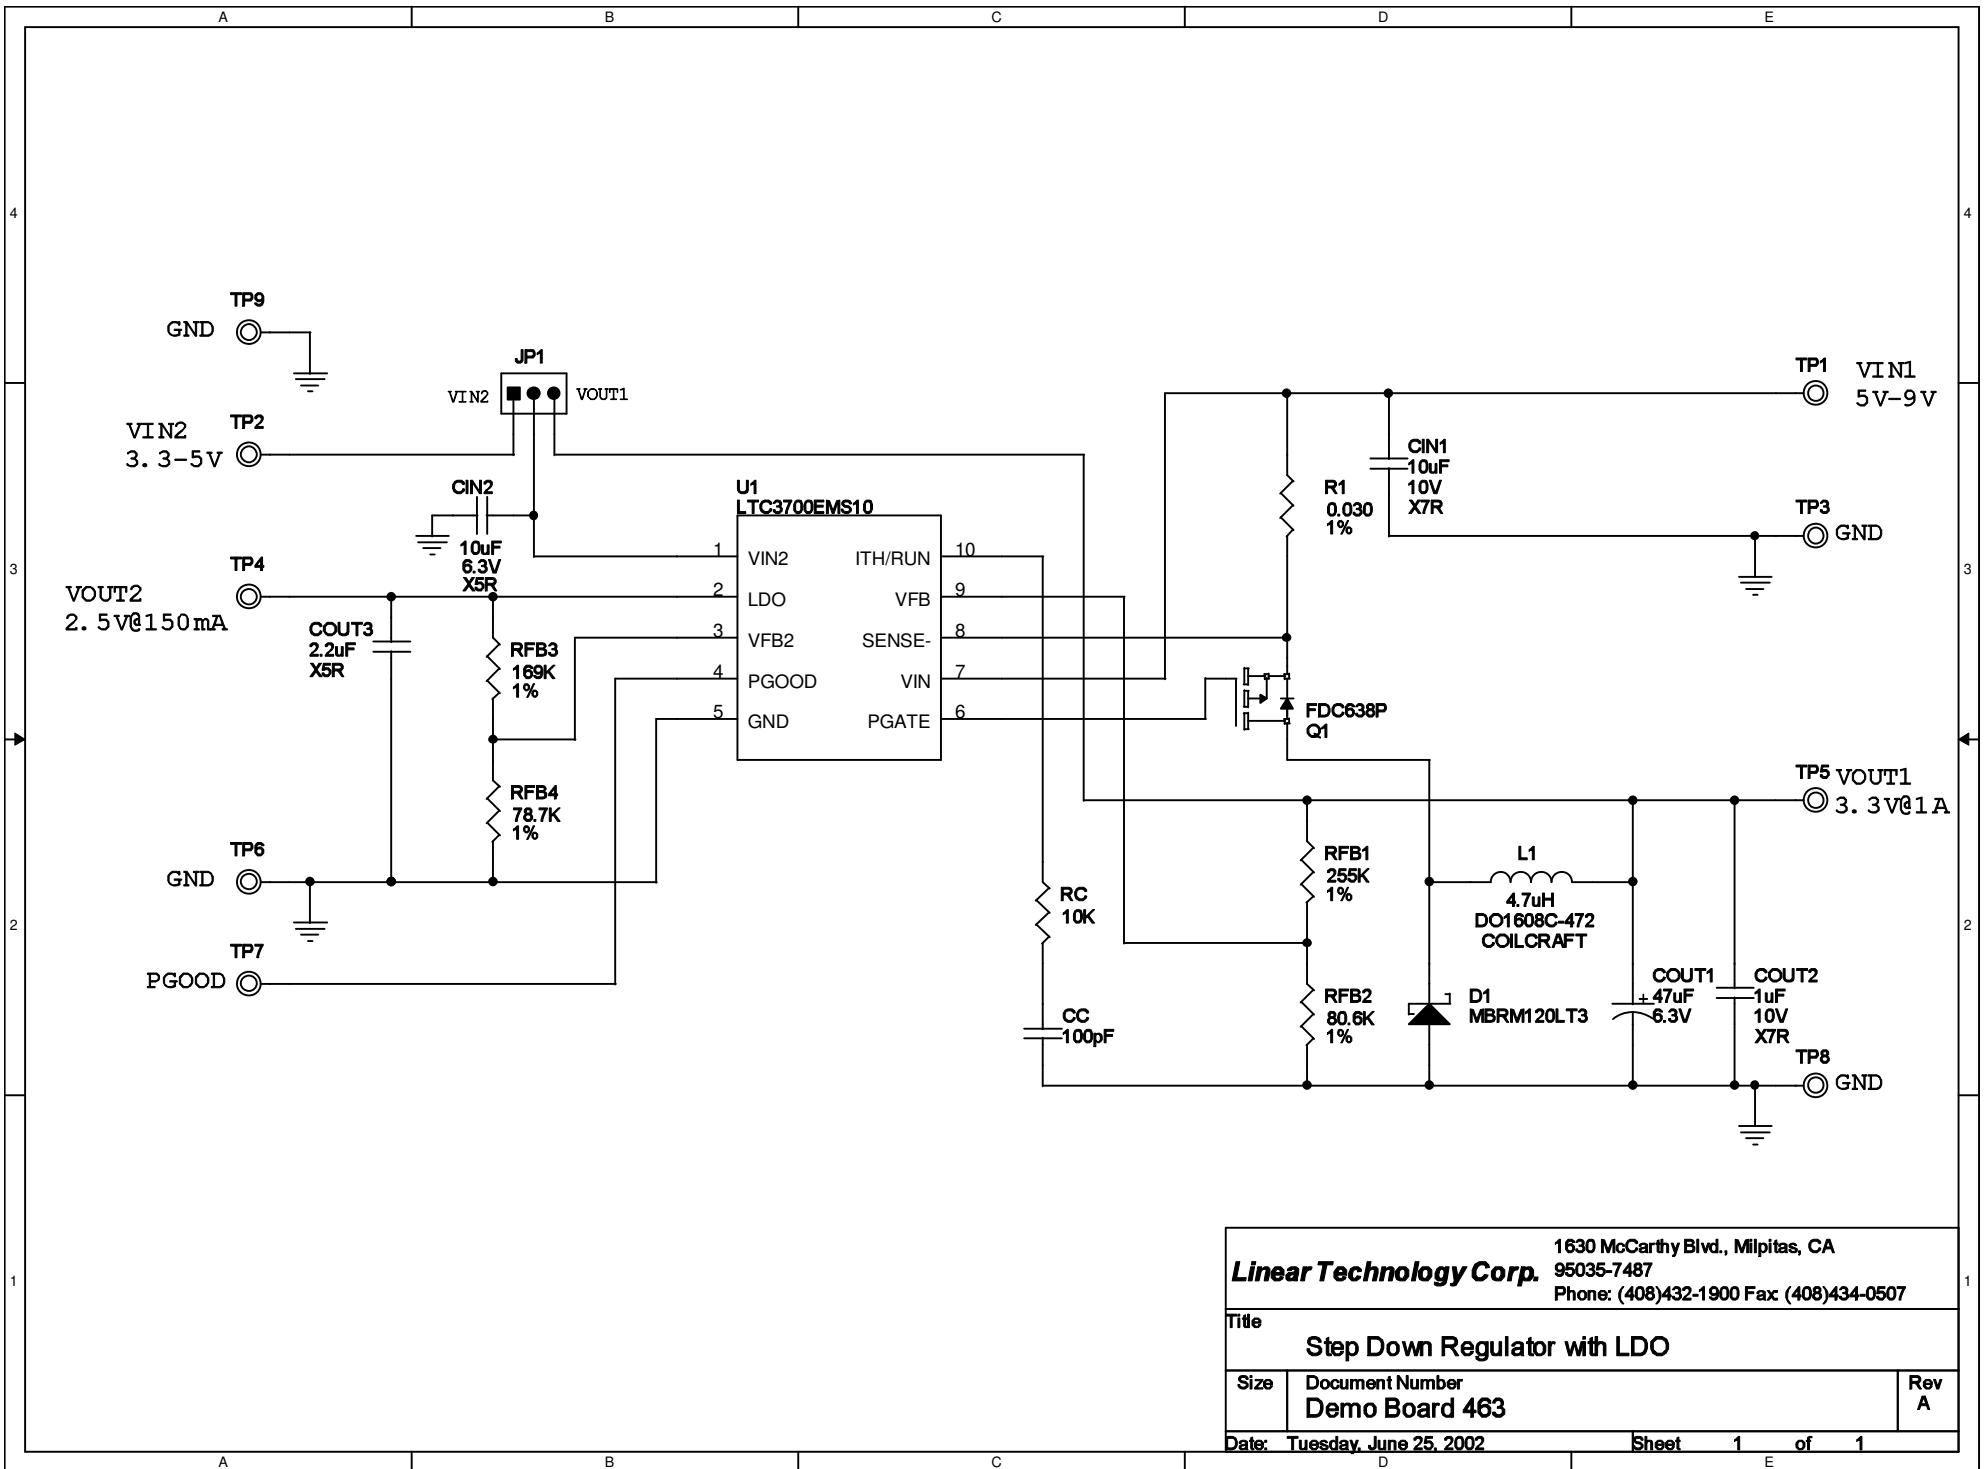 A B C D E
4 4
TP9
GND
JP1
VIN2 VOUT1
TP1 VIN1
5V-9V
TP2
VIN2
3.3-5V
CIN1
10uF
10V
X7R
CIN2
10uF
6.3V
X5R
U1
LTC3700EMS10
R1
0.030
1%
TP3
GND
3 3
TP4
VOUT2
2.5V@150mA
1 VIN2 ITH/RUN 10
2 LDO VFB 9
3 VFB2 SENSE- 8
4 PGOOD VIN 7
5 GND PGATE 6
COUT3
2.2uF
X5R
RFB3
169K
1%
FDC638P
Q1
RFB4
78.7K
1%
TP5 VOUT1
3.3V@1A
TP6
GND
RFB1
255K
1%
L1
4.7uH
DO1608C-472
COILCRAFT
RC
10K
2 2
TP7
PGOOD
RFB2
80.6K
1%
D1
MBRM120LT3
COUT1
+ 47uF
6.3V
COUT2
1uF
10V
X7R
CC
100pF
TP8
GND
1 1
Linear Technology Corp.
1630 McCarthy Blvd., Milpitas, CA
95035-7487
Phone: (408)432-1900 Fax: (408)434-0507
Title
Step Down Regulator with LDO
Size Document Number Rev
Demo Board 463 A
Date: Tuesday, June 25, 2002 Sheet 1 of 1
A B C D E